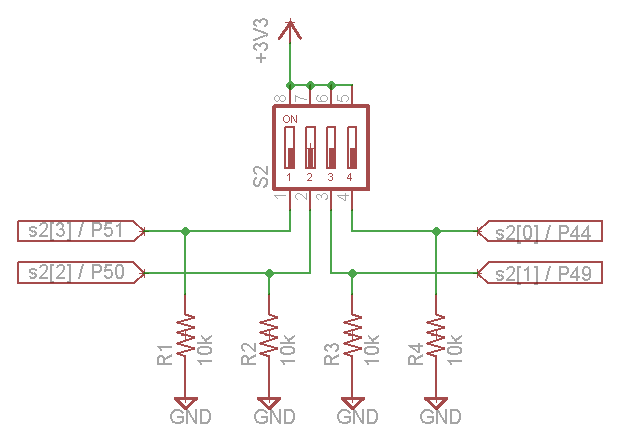 +3V3
8 7 6 5
ON
1 2 3 4
S2
1 2 3 4
s2[3] / P51
s2[0] / P44
s2[2] / P50
s2[1] / P49
R1 10k R2 10k R3 10k R4 10k
GND GND GND GND